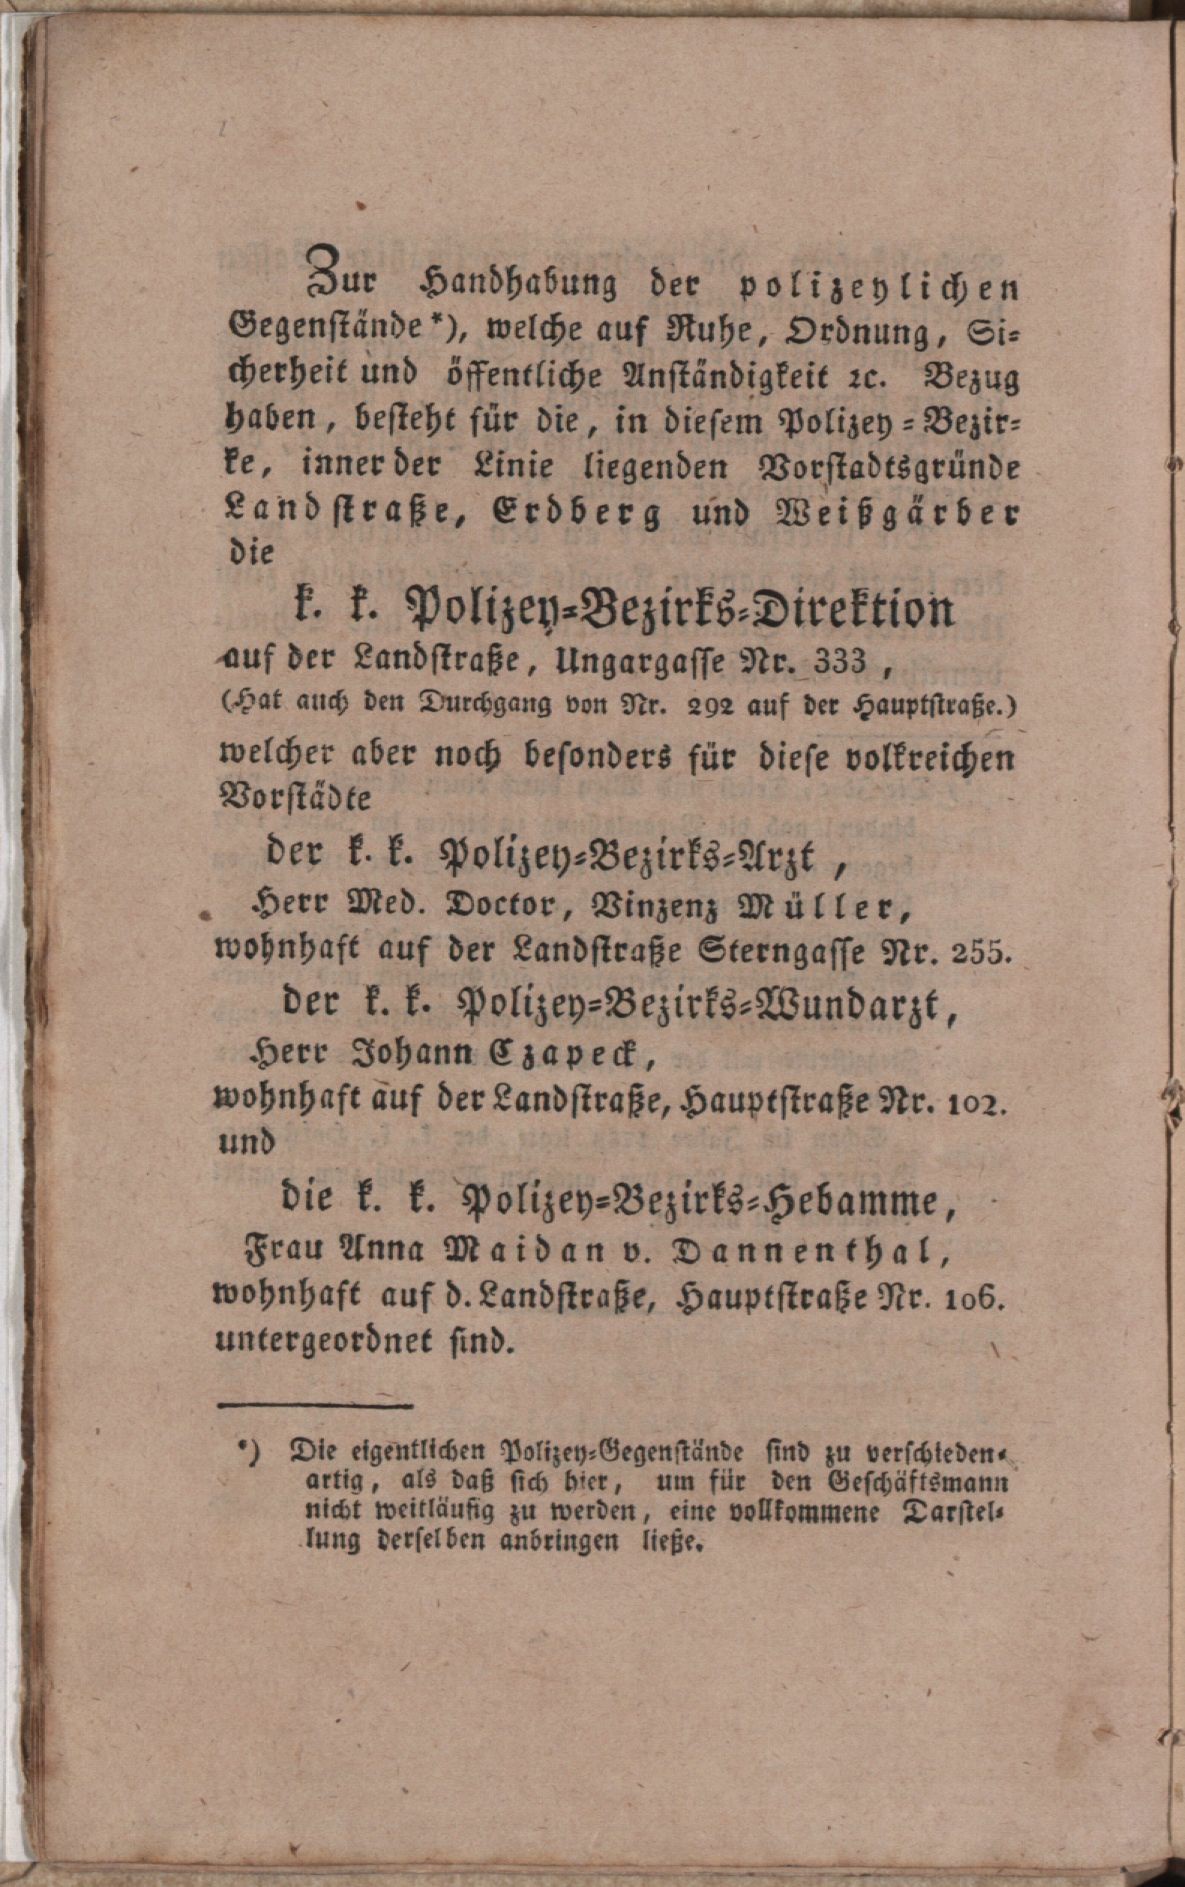 Zur Handhabung der polizeylichen
Gegenstände*), welche auf Ruhe, Ordnung, Si-
cherheit und öffentliche Anständigkeit ꝛc. Bezug
haben, besteht für die, in diesem Polizey-Bezir-
ke, inner der Linie liegenden Vorstadtsgründe
Landstraße, Erdberg und Weißgärber
die
k. k. Polizey-Bezirks-Direktion
auf der Landstraße, Ungargasse Nr. 333,
(Hat auch den Durchgang von Nr. 292 auf der Hauptstraße.)
welcher aber noch besonders für diese volkreichen
Vorstädte
der k. k. Polizey-Bezirks-Arzt,
Herr Med. Doctor, Vinzenz Müller,
wohnhaft auf der Landstraße Sterngasse Nr. 255.
der k. k. Polizey-Bezirks-Wundarzt,
Herr Johann Czapeck,
wohnhaft auf der Landstraße, Hauptstraße Nr. 102.
und
die k. k. Polizey-Bezirks-Hebamme,
Frau Anna Maidan v. Dannenthal,
wohnhaft auf d. Landstraße, Hauptstraße Nr. 106.
untergeordnet sind.
*) Die eigentlichen Polizey-Gegenstände sind zu verschieden-
artig, als daß sich hier, um für den Geschäftsmann
nicht weitläufig zu werden, eine vollkommene Darstel-
lung derselben anbringen ließe.